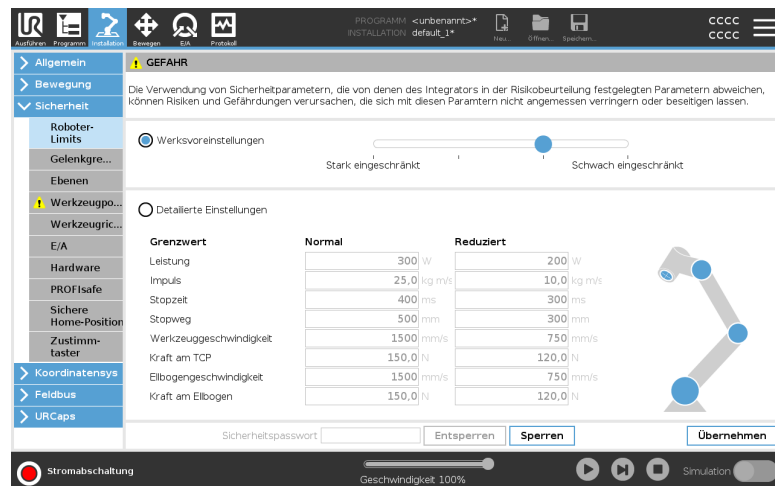 PROGRAMM <unbenannt>*
INSTALLATION default_1*
CCCC
CCCC
Ausführen Programm Installation Bewegen E/A Protokoll Neu... Öffnen... Speichern...
Allgemein
Bewegung
Sicherheit
Roboter-
Limits
Gelenkgre...
Ebenen
Werkzeugpo...
Werkzeugric...
E/A
Hardware
PROFIsafe
Sichere
Home-Position
Zustimm-
taster
Koordinatensys
Feldbus
URCaps
GEFAHR
Die Verwendung von Sicherheitparametern, die von denen des Integrators in der Risikobeurteilung festgelegten Parametern abweichen,
können Risiken und Gefährdungen verursachen, die sich mit diesen Paramtern nicht angemessen verringern oder beseitigen lassen.
Werksvoreinstellungen
Stark eingeschränkt Schwach eingeschränkt
Detailierte Einstellungen
Grenzwert Normal Reduziert
Leistung 300 W 200 W
Impuls 25,0 kg m/s 10,0 kg m/s
Stopzeit 400 ms 300 ms
Stopweg 500 mm 300 mm
Werkzeuggeschwindigkeit 1500 mm/s 750 mm/s
Kraft am TCP 150,0 N 120,0 N
Ellbogengeschwindigkeit 1500 mm/s 750 mm/s
Kraft am Ellbogen 150,0 N 120,0 N
Sicherheitspasswort Entsperren Sperren Übernehmen
Stromabschaltung Geschwindigkeit 100% Simulation